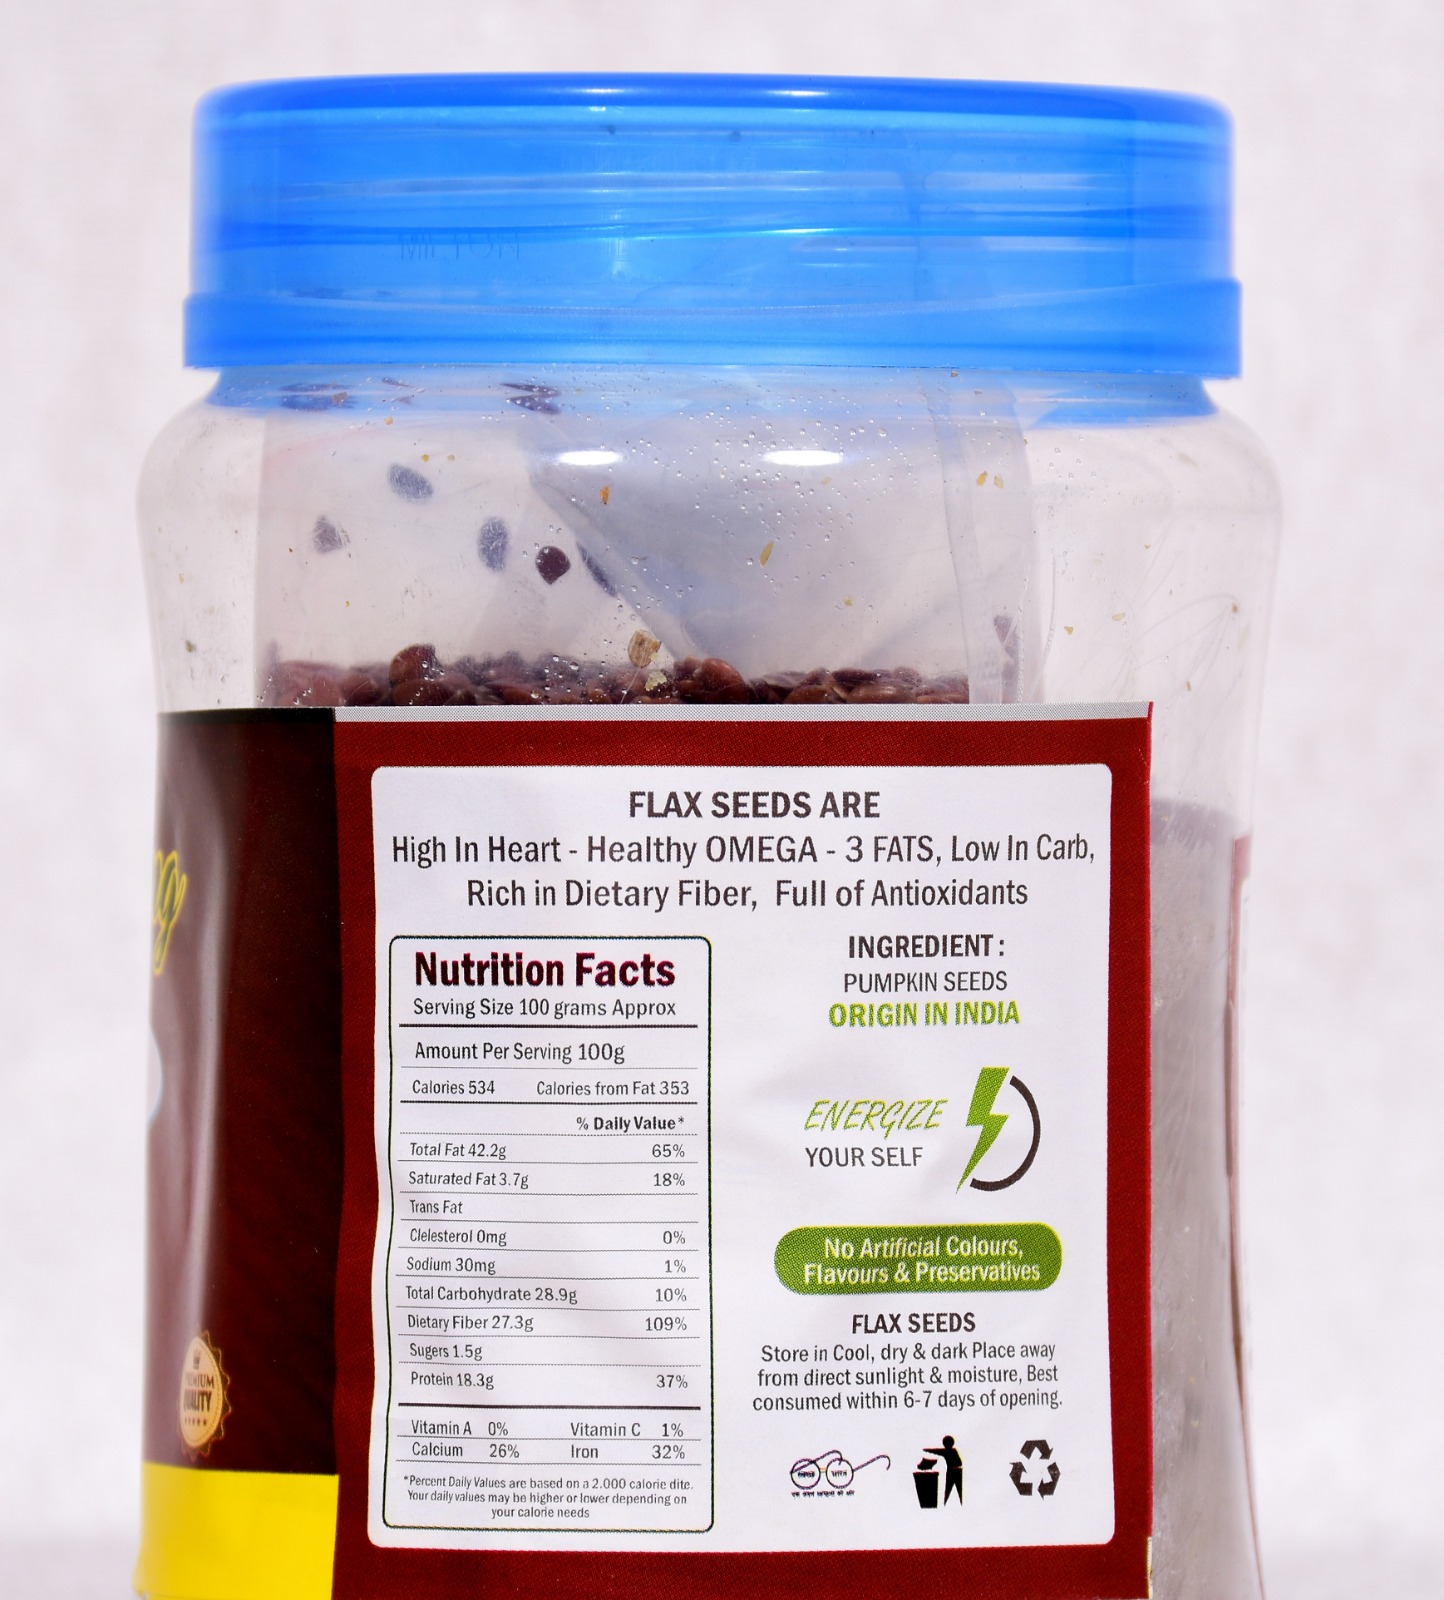 FLAX SEEDS ARE
High In Heart - Healthy OMEGA - 3 FATS, Low In Carb,
Rich in Dietary Fiber, Full of Antioxidants
Nutrition Facts
Serving Size 100 grams Approx
Amount Per Serving 100g
Calories 534 Calories from Fat 353
% Daily Value*
Total Fat 42.2g 65%
Saturated Fat 3.7g 18%
Trans Fat
Clelesterol 0mg 0%
Sodium 30mg 1%
Total Carbohydrate 28.9g 10%
Dietary Fiber 27.3g 109%
Sugers 1.5g
Protein 18.3g 37%
Vitamin A 0% Vitamin C 1%
Calcium 26% Iron 32%
*Percent Daily Values are based on a 2.000 calorie dite.
Your daily values may be higher or lower depending on
your calorie needs
INGREDIENT :
PUMPKIN SEEDS
ORIGIN IN INDIA
ENERGIZE
YOUR SELF
No Artificial Colours,
Flavours & Preservatives
FLAX SEEDS
Store in Cool, dry & dark Place away
from direct sunlight & moisture, Best
consumed within 6-7 days of opening.
PREMIUM
QUALITY